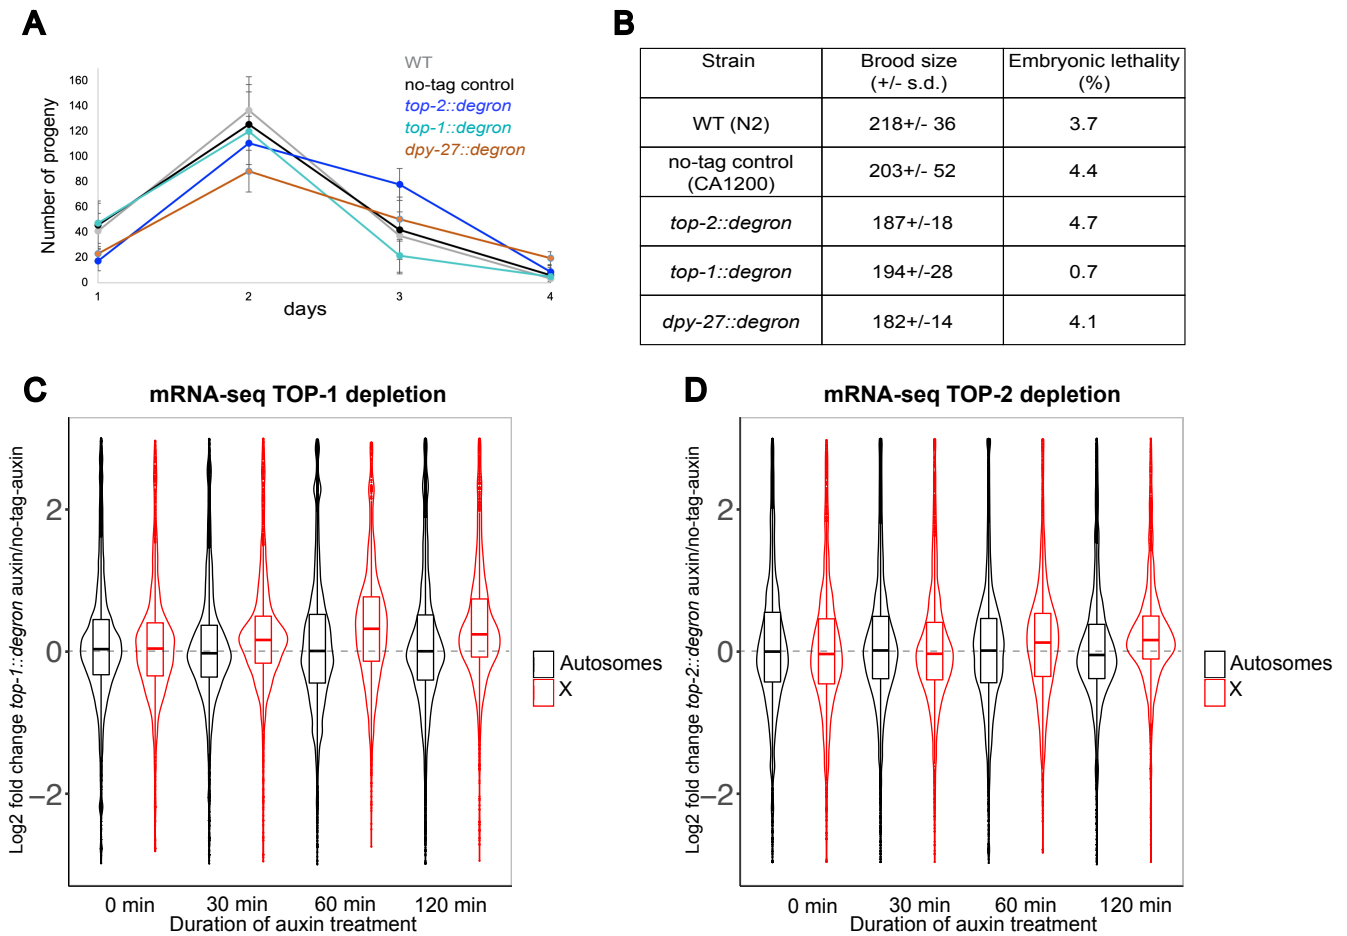 A
WT
no-tag control
top-2::degron
top-1::degron
dpy-27::degron
Number of progeny
160
140
120
100
80
60
40
20
0
1
2
3
4
days
B
Strain
Brood size
(+/- s.d.)
Embryonic lethality
(%)
WT (N2)
218+/- 36
3.7
no-tag control
(CA1200)
203+/- 52
4.4
top-2::degron
187+/-18
4.7
top-1::degron
194+/-28
0.7
dpy-27::degron
182+/-14
4.1
C
mRNA-seq TOP-1 depletion
Log2 fold change top-1::degron auxin/no-tag-auxin
2
0
−2
0 min
30 min
60 min
120 min
Duration of auxin treatment
Autosomes
X
D
mRNA-seq TOP-2 depletion
Log2 fold change top-2::degron auxin/no-tag-auxin
2
0
−2
0 min
30 min
60 min
120 min
Duration of auxin treatment
Autosomes
X